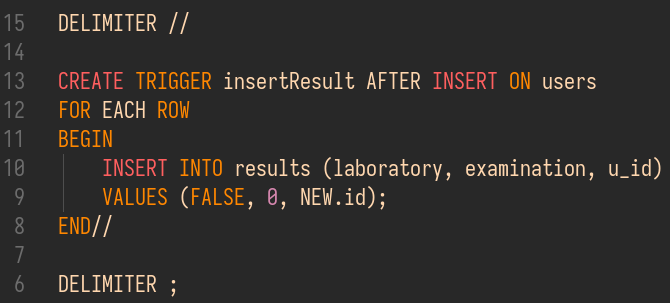 15 DELIMITER //
14
13 CREATE TRIGGER insertResult AFTER INSERT ON users
12 FOR EACH ROW
11 BEGIN
10 INSERT INTO results (laboratory, examination, u_id)
9 VALUES (FALSE, 0, NEW.id);
8 END//
7
6 DELIMITER ;